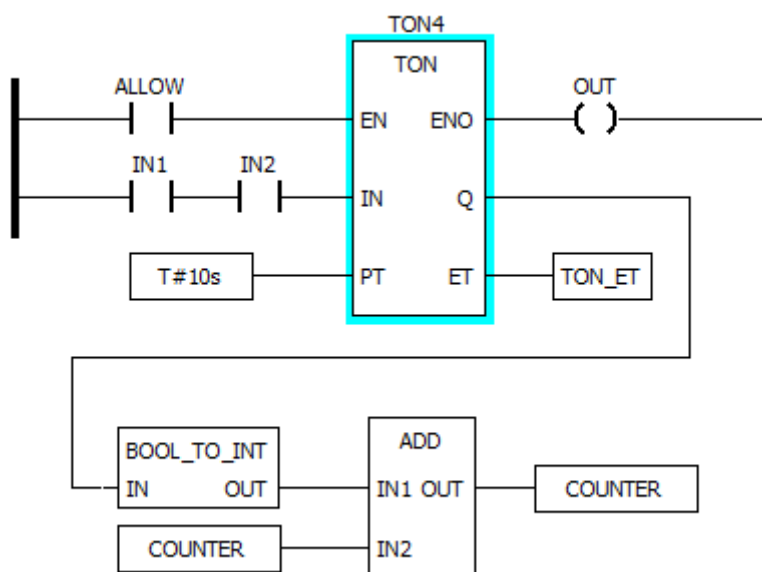 TON4
TON
ALLOW
OUT
EN ENO
IN1 IN2
IN Q
T#10s
PT ET
TON_ET
BOOL_TO_INT
ADD
IN OUT
IN1 OUT
COUNTER
COUNTER
IN2